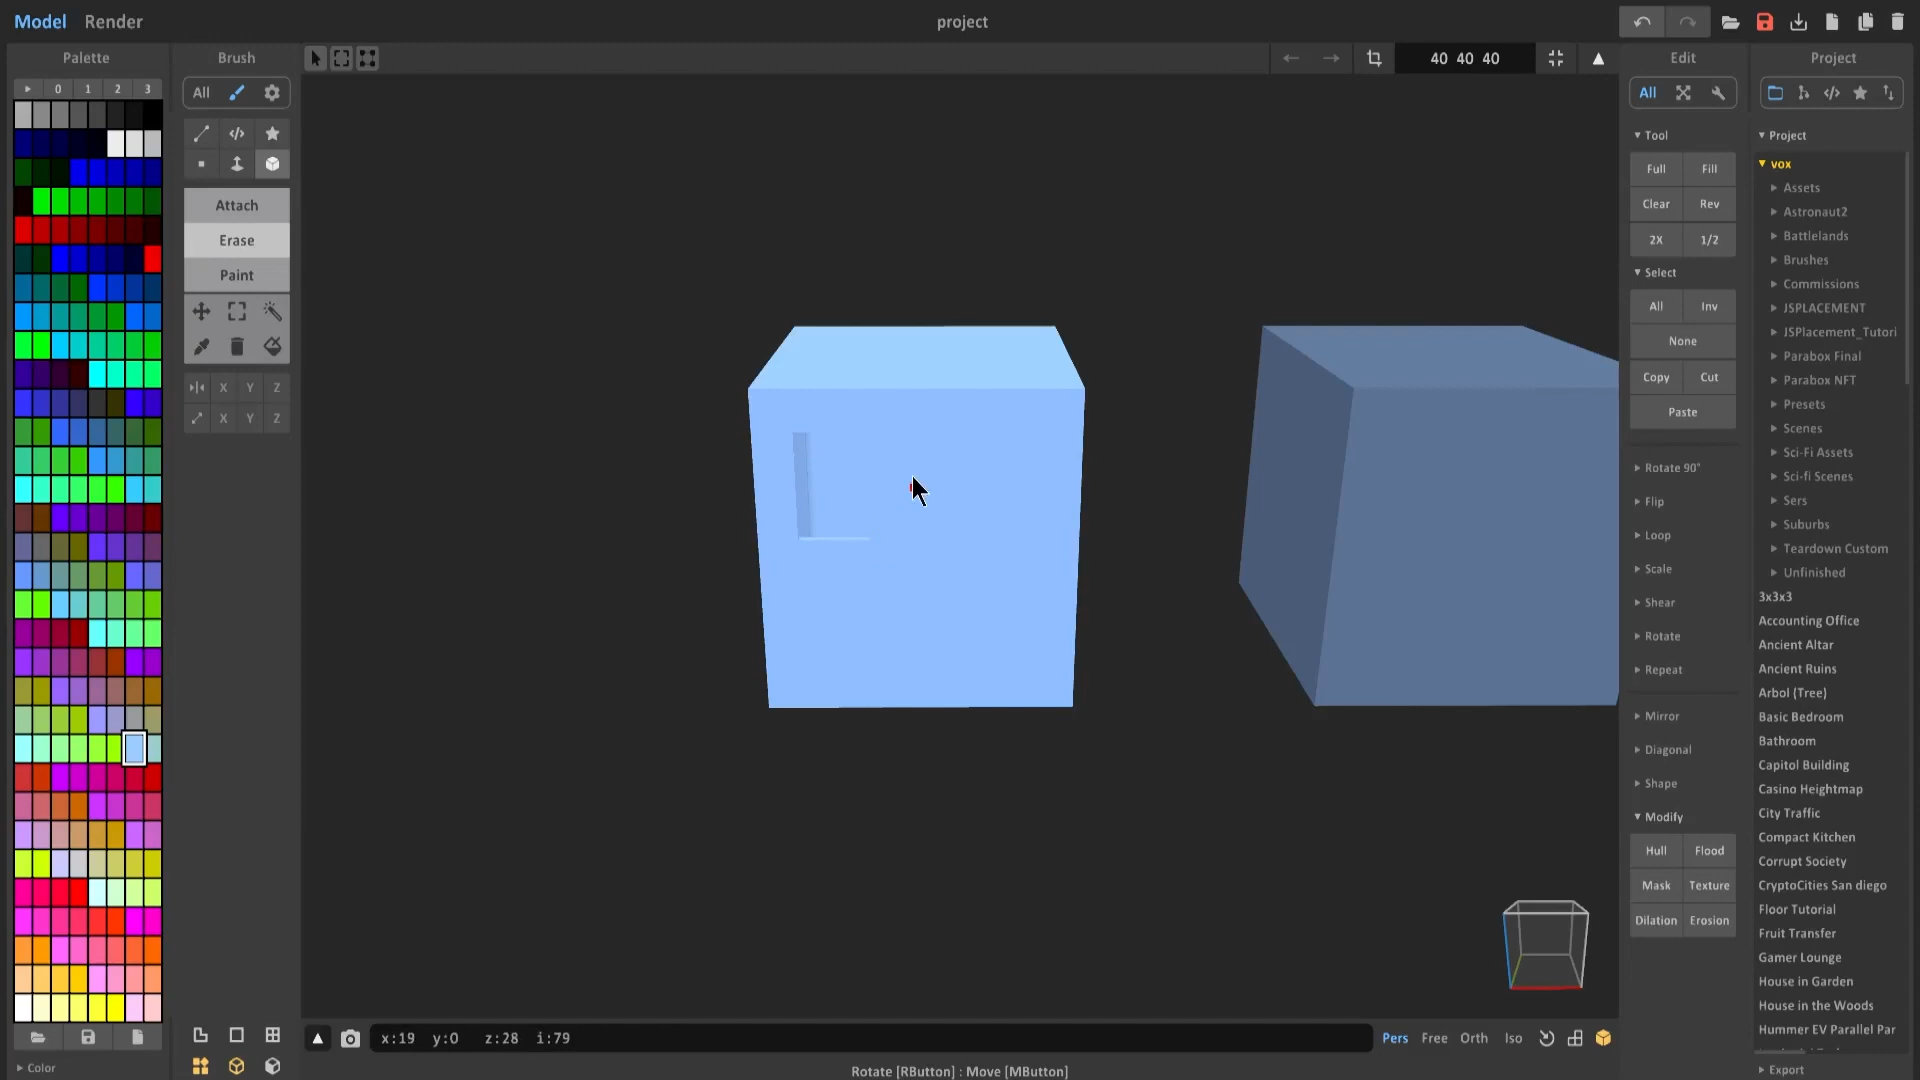 Model Render
project
Palette
0 1 2 3
Color
Brush
All
Attach
Erase
Paint
X Y Z
X Y Z
40 40 40
x:19 y:0 z:28 i:79
Pers Free Orth Iso
Rotate [RButton] : Move [MButton]
Edit
All
Tool
Full Fill
Clear Rev
2X 1/2
Select
All Inv
None
Copy Cut
Paste
Rotate 90°
Flip
Loop
Scale
Shear
Rotate
Repeat
Mirror
Diagonal
Shape
Modify
Hull Flood
Mask Texture
Dilation Erosion
Project
Project
vox
Assets
Astronaut2
Battlelands
Brushes
Commissions
JSPLACEMENT
JSPlacement_Tutori
Parabox Final
Parabox NFT
Presets
Scenes
Sci-Fi Assets
Sci-fi Scenes
Sers
Suburbs
Teardown Custom
Unfinished
3x3x3
Accounting Office
Ancient Altar
Ancient Ruins
Arbol (Tree)
Basic Bedroom
Bathroom
Capitol Building
Casino Heightmap
City Traffic
Compact Kitchen
Corrupt Society
CryptoCities San diego
Floor Tutorial
Fruit Transfer
Gamer Lounge
House in Garden
House in the Woods
Hummer EV Parallel Par
Export